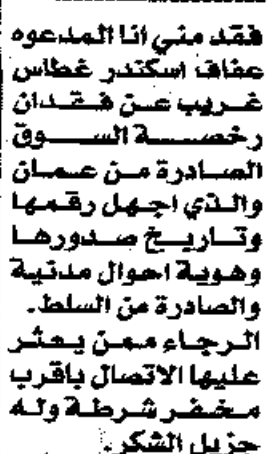 فقد مني انا المدعوه
عفاف اسكندر غطاس
غريب عن فقدان
رخصة السوق
الصادرة من عمان
والذي اجهل رقمها
وتاريخ صدورها
وهوية احوال مدنية
والصادرة من السلط.
الرجاء ممن يعثر
عليها الاتصال باقرب
مخفر شرطة وله
جزيل الشكر.